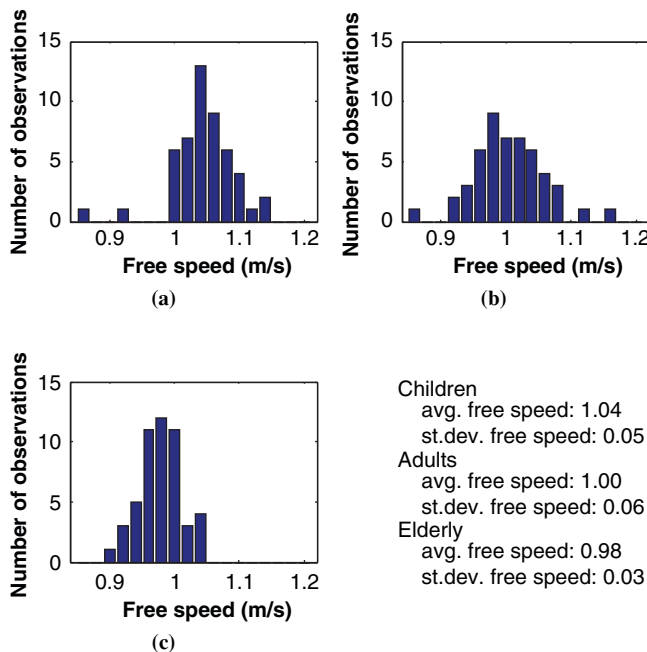 Number of observations
15
10
5
0
0.9 1 1.1 1.2
Free speed (m/s)
(a)
Number of observations
15
10
5
0
0.9 1 1.1 1.2
Free speed (m/s)
(b)
Number of observations
15
10
5
0
0.9 1 1.1 1.2
Free speed (m/s)
(c)
Children
avg. free speed: 1.04
st.dev. free speed: 0.05
Adults
avg. free speed: 1.00
st.dev. free speed: 0.06
Elderly
avg. free speed: 0.98
st.dev. free speed: 0.03